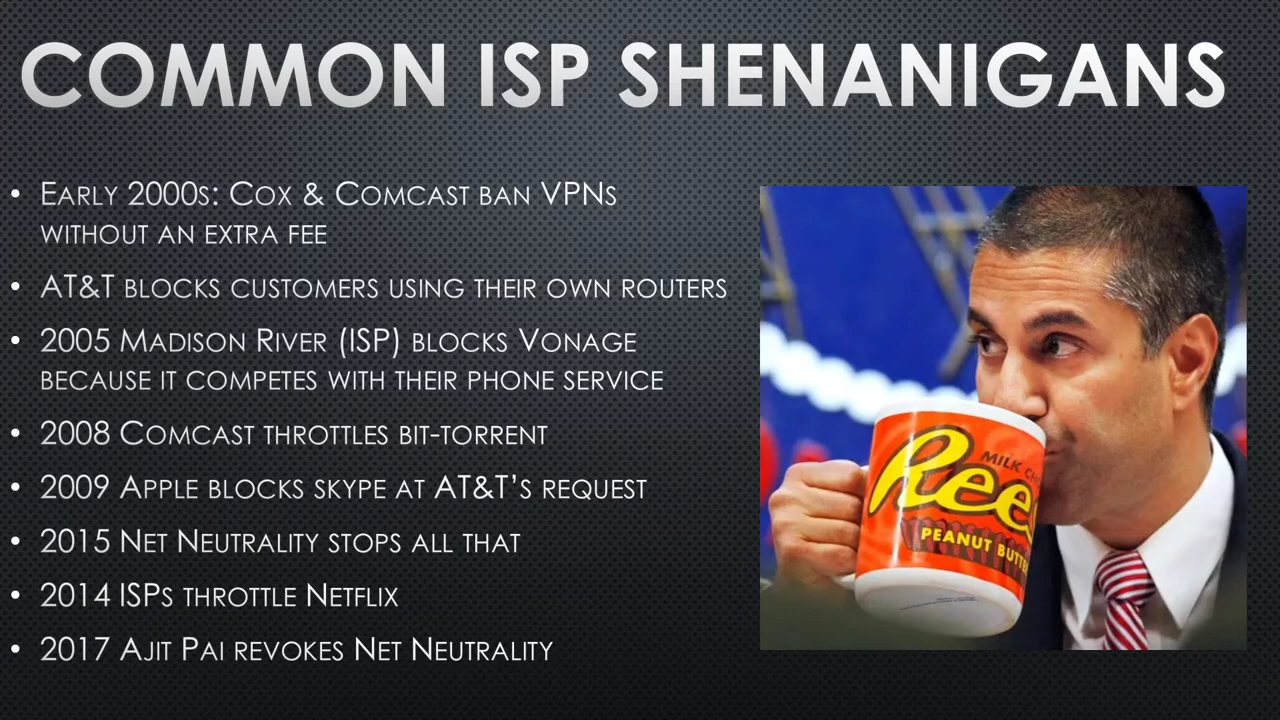 COMMON ISP SHENANIGANS
• EARLY 2000S: COX & COMCAST BAN VPNS
WITHOUT AN EXTRA FEE
• AT&T BLOCKS CUSTOMERS USING THEIR OWN ROUTERS
• 2005 MADISON RIVER (ISP) BLOCKS VONAGE
BECAUSE IT COMPETES WITH THEIR PHONE SERVICE
• 2008 COMCAST THROTTLES BIT-TORRENT
• 2009 APPLE BLOCKS SKYPE AT AT&T’S REQUEST
• 2015 NET NEUTRALITY STOPS ALL THAT
• 2014 ISPS THROTTLE NETFLIX
• 2017 AJIT PAI REVOKES NET NEUTRALITY
MILK
Ree
PEANUT